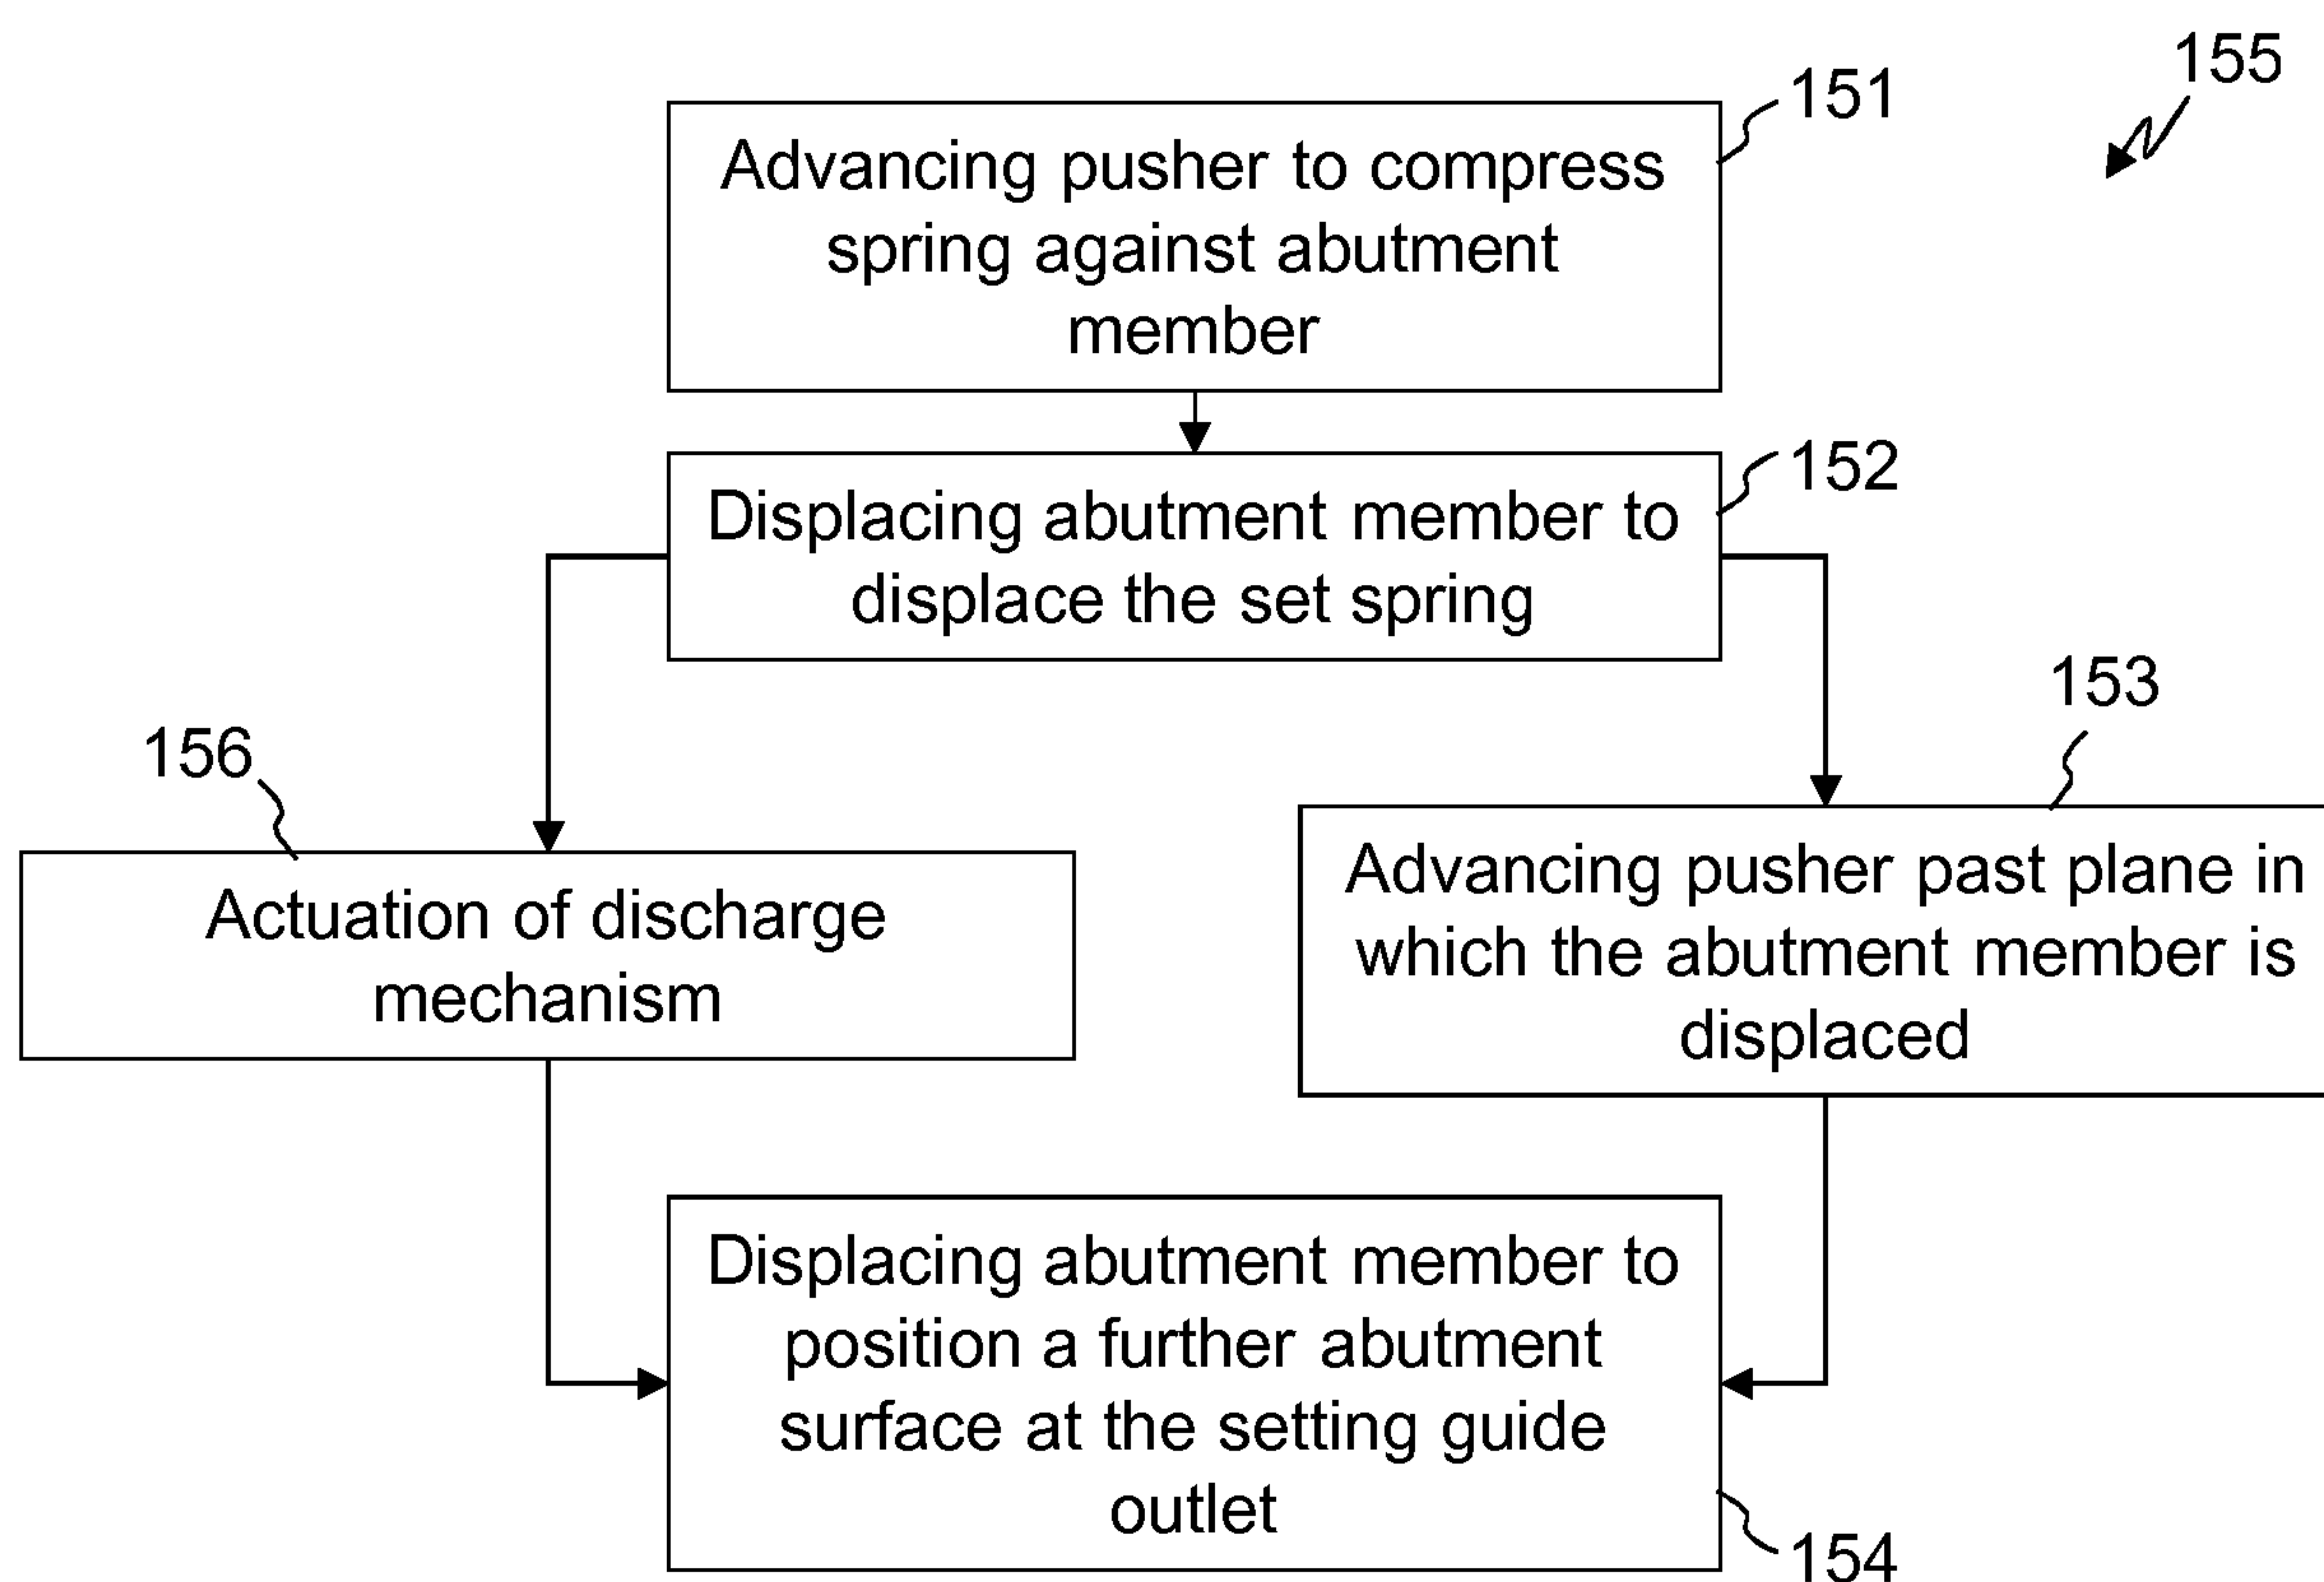 155
151
Advancing pusher to compress
spring against abutment
member
152
Displacing abutment member to
displace the set spring
153
156
Advancing pusher past plane in
which the abutment member is
displaced
Actuation of discharge
mechanism
Displacing abutment member to
position a further abutment
surface at the setting guide
outlet
154